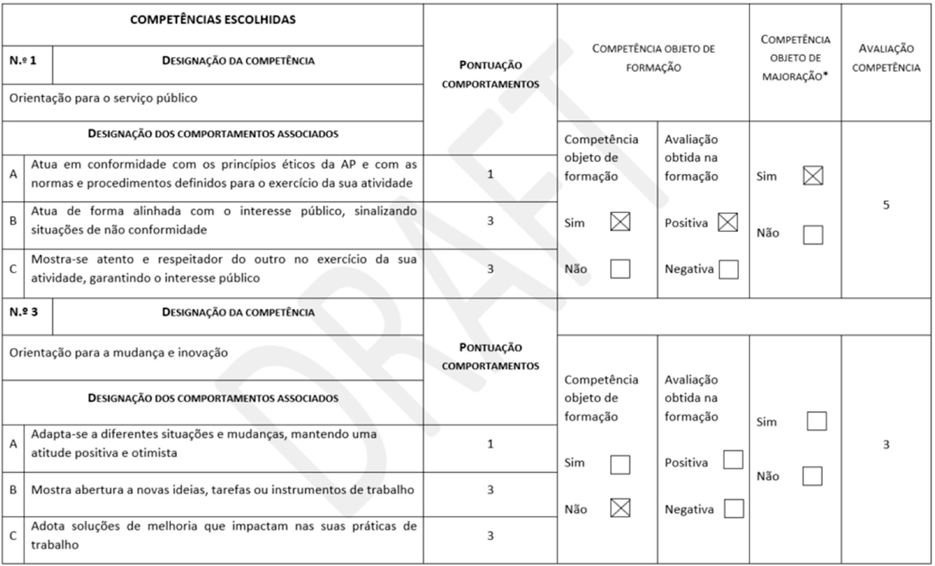 COMPETÊNCIAS ESCOLHIDAS
PONTUAÇÃO
COMPORTAMENTOS
COMPETÊNCIA OBJETO DE
FORMAÇÃO
COMPETÊNCIA
OBJETO DE
MAJORAÇÃO*
AVALIAÇÃO
COMPETÊNCIA
N.º 1 DESIGNAÇÃO DA COMPETÊNCIA
Orientação para o serviço público
DESIGNAÇÃO DOS COMPORTAMENTOS ASSOCIADOS
A Atua em conformidade com os princípios éticos da AP e com as
normas e procedimentos definidos para o exercício da sua atividade
1
B Atua de forma alinhada com o interesse público, sinalizando
situações de não conformidade
3
C Mostra-se atento e respeitador do outro no exercício da sua
atividade, garantindo o interesse público
3
Competência
objeto de
formação
Sim
Não
Avaliação
obtida na
formação
Positiva
Negativa
Sim
Não
5
N.º 3 DESIGNAÇÃO DA COMPETÊNCIA
PONTUAÇÃO
COMPORTAMENTOS
Orientação para a mudança e inovação
DESIGNAÇÃO DOS COMPORTAMENTOS ASSOCIADOS
A Adapta-se a diferentes situações e mudanças, mantendo uma
atitude positiva e otimista
1
B Mostra abertura a novas ideias, tarefas ou instrumentos de trabalho
3
C Adota soluções de melhoria que impactam nas suas práticas de
trabalho
3
Competência
objeto de
formação
Sim
Não
Avaliação
obtida na
formação
Positiva
Negativa
Sim
Não
3
DRAFT